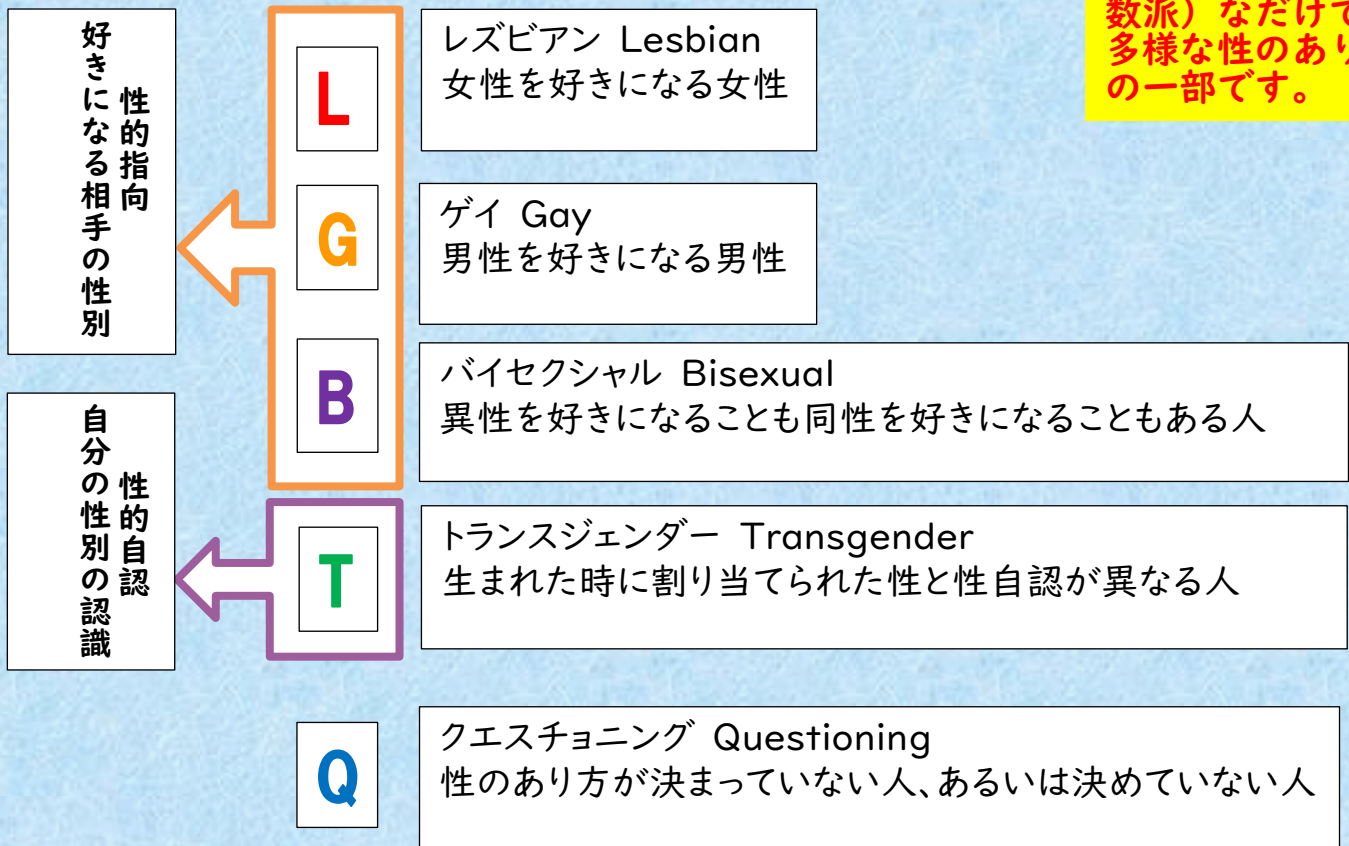 性的指向
好きになる相手の性別
L
レズビアン Lesbian
女性を好きになる女性
G
ゲイ Gay
男性を好きになる男性
B
バイセクシャル Bisexual
異性を好きになることも同性を好きになることもある人
性的自認
自分の性別の認識
T
トランスジェンダー Transgender
生まれた時に割り当てられた性と性自認が異なる人
Q
クエスチョニング Questioning
性のあり方が決まっていない人、あるいは決めていない人
数派）なだけで
多様な性のあり
の一部です。